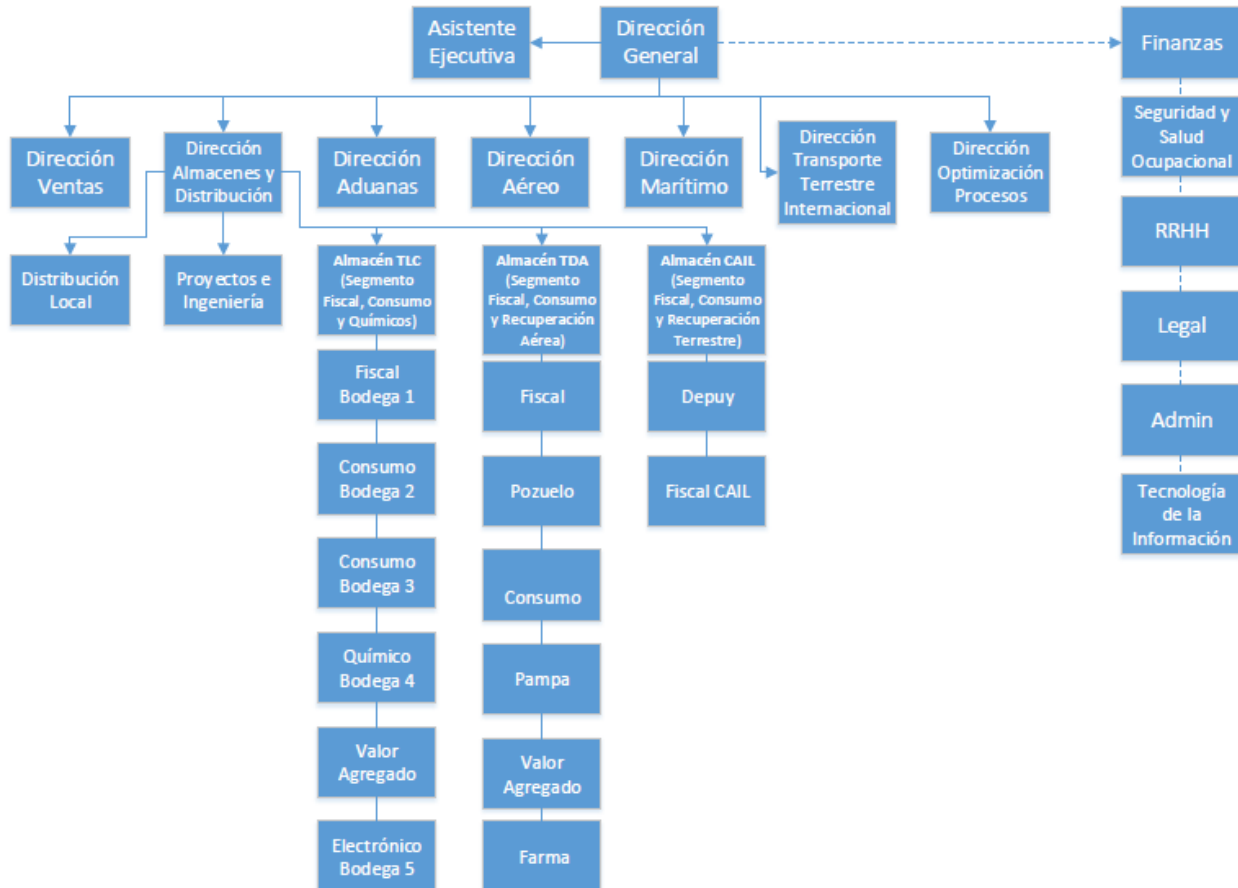 Asistente
Ejecutiva
Dirección
General
Finanzas
Seguridad y
Salud
Ocupacional
RRHH
Legal
Admin
Tecnología
de la
Información
Dirección
Ventas
Dirección
Almacenes y
Distribución
Dirección
Aduanas
Dirección
Aéreo
Dirección
Marítimo
Dirección
Transporte
Terrestre
Internacional
Dirección
Optimización
Procesos
Distribución
Local
Proyectos e
Ingeniería
Almacén TLC
(Segmento
Fiscal, Consumo
y Químicos)
Fiscal
Bodega 1
Consumo
Bodega 2
Consumo
Bodega 3
Químico
Bodega 4
Valor
Agregado
Electrónico
Bodega 5
Almacén TDA
(Segmento
Fiscal, Consumo
y Recuperación
Aérea)
Fiscal
Pozuelo
Consumo
Pampa
Valor
Agregado
Farma
Almacén CAIL
(Segmento
Fiscal, Consumo
y Recuperación
Terrestre)
Depuy
Fiscal CAIL